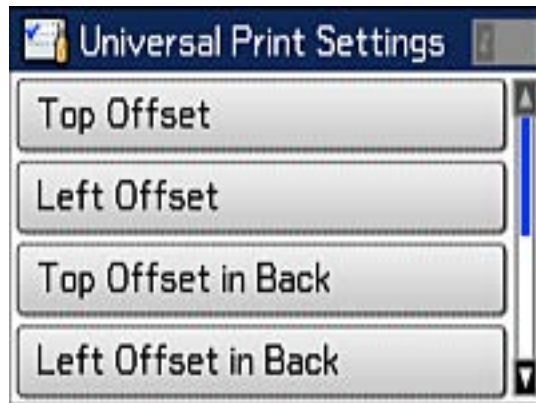 Universal Print Settings
Top Offset
Left Offset
Top Offset in Back
Left Offset in Back